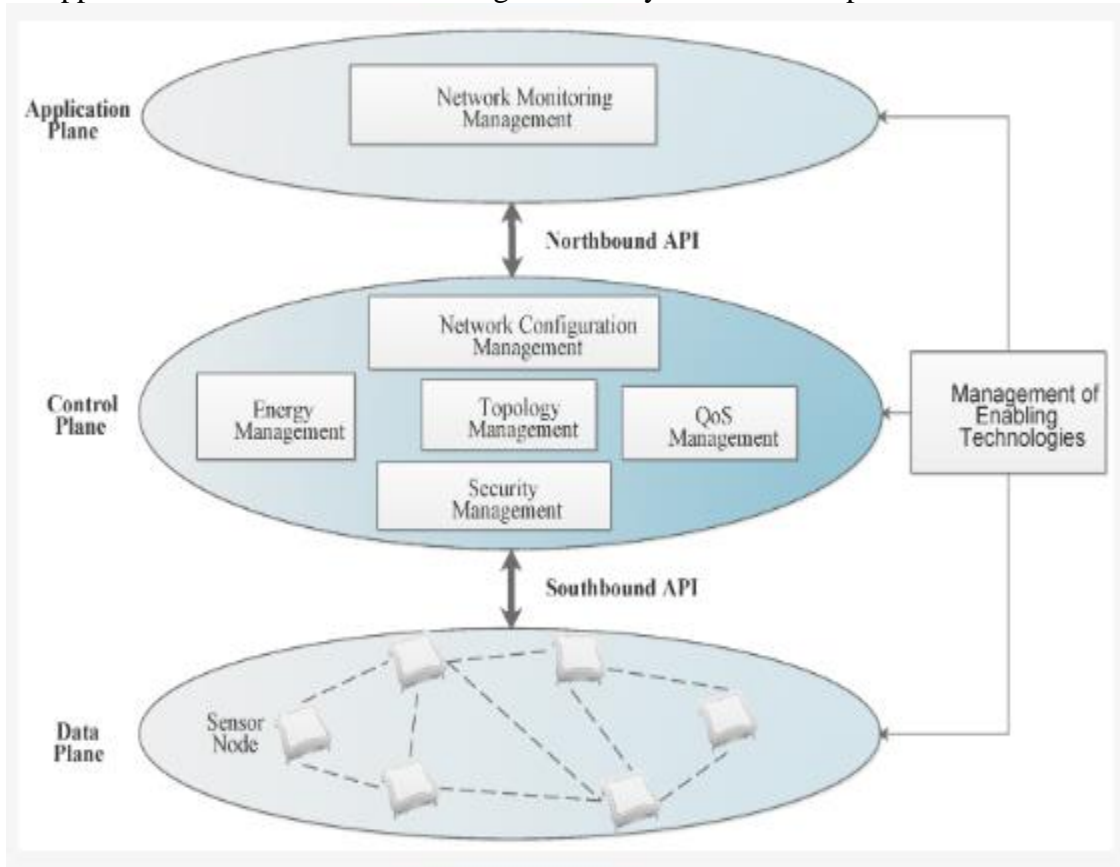 Network Monitoring
Management
Application
Plane
Northbound API
Network Configuration
Management
Energy
Management
Topology
Management
QoS
Management
Security
Management
Control
Plane
Management of
Enabling
Technologies
Southbound API
Sensor
Node
Data
Plane